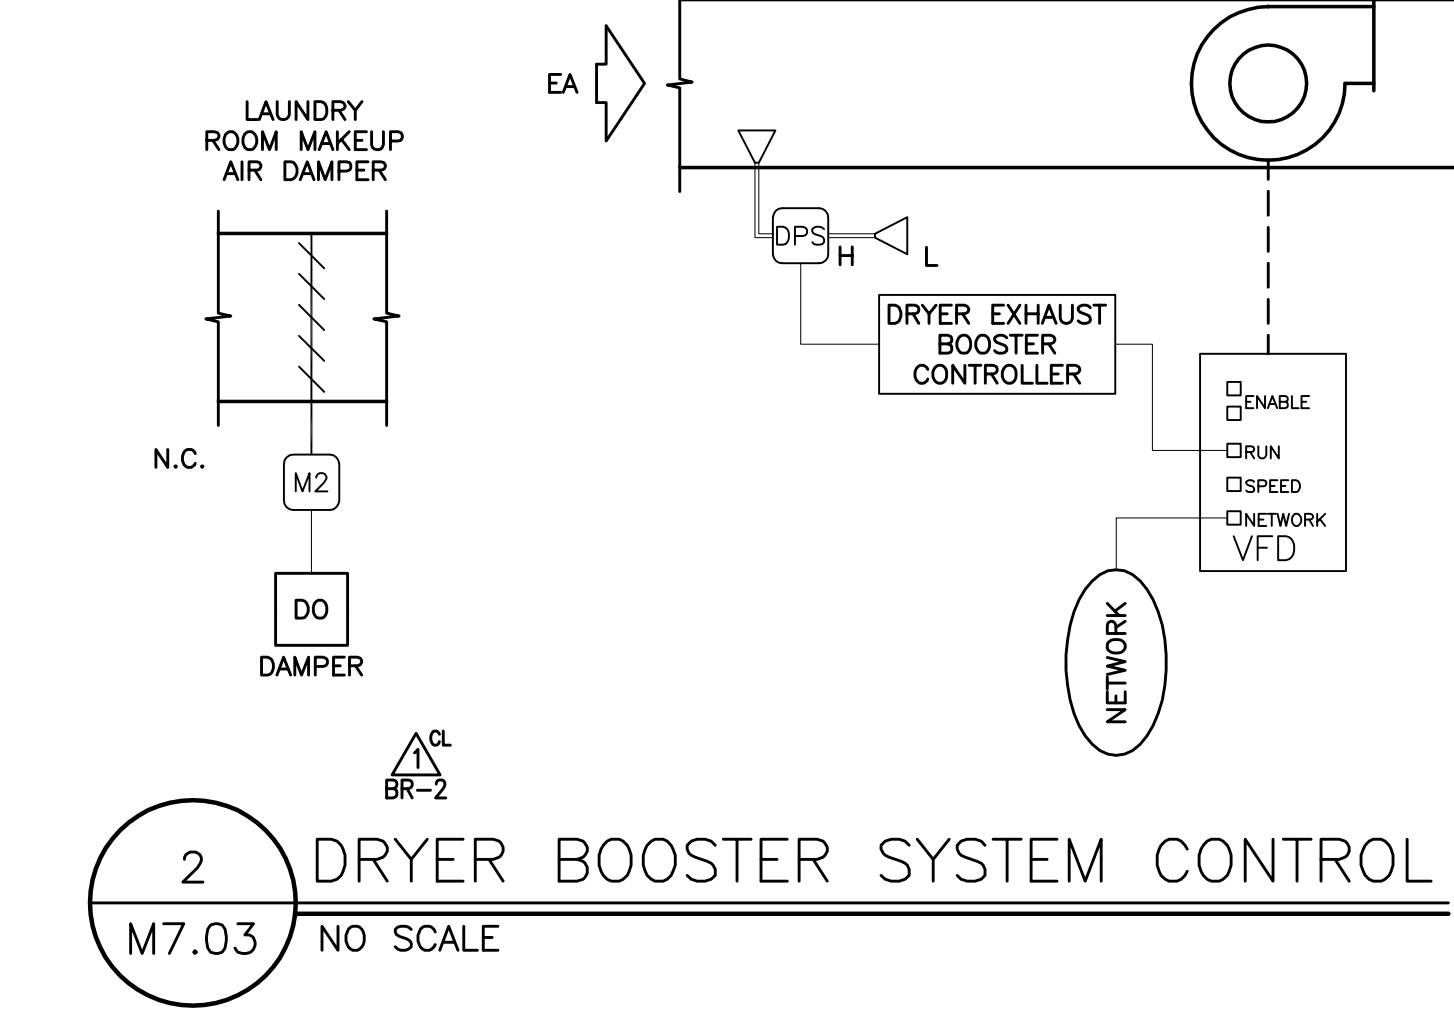 EA
LAUNDRY
ROOM MAKEUP
AIR DAMPER
DPS
H
L
DRYER EXHAUST
BOOSTER
CONTROLLER
ENABLE
RUN
SPEED
NETWORK
VFD
N.C.
M2
DO
DAMPER
NETWORK
1
CL
BR-2
2
M7.03
DRYER BOOSTER SYSTEM CONTROL
NO SCALE